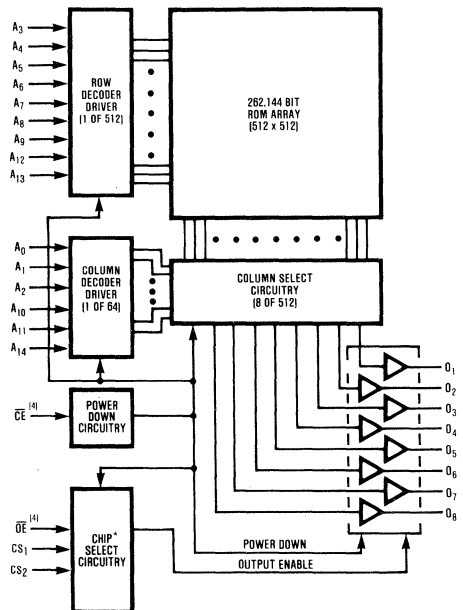 A3
A4
A5
A6
A7
A8
A9
A12
A13
ROW
DECODER
DRIVER
(1 OF 512)
262,144 BIT
ROM ARRAY
(512 x 512)
A0
A1
A2
A10
A11
A14
COLUMN
DECODER
DRIVER
(1 OF 64)
COLUMN SELECT
CIRCUITRY
(8 OF 512)
O1
O2
O3
O4
O5
O6
O7
O8
CE [4]
POWER
DOWN
CIRCUITRY
OE [4]
CS1
CS2
CHIP*
SELECT
CIRCUITRY
POWER DOWN
OUTPUT ENABLE